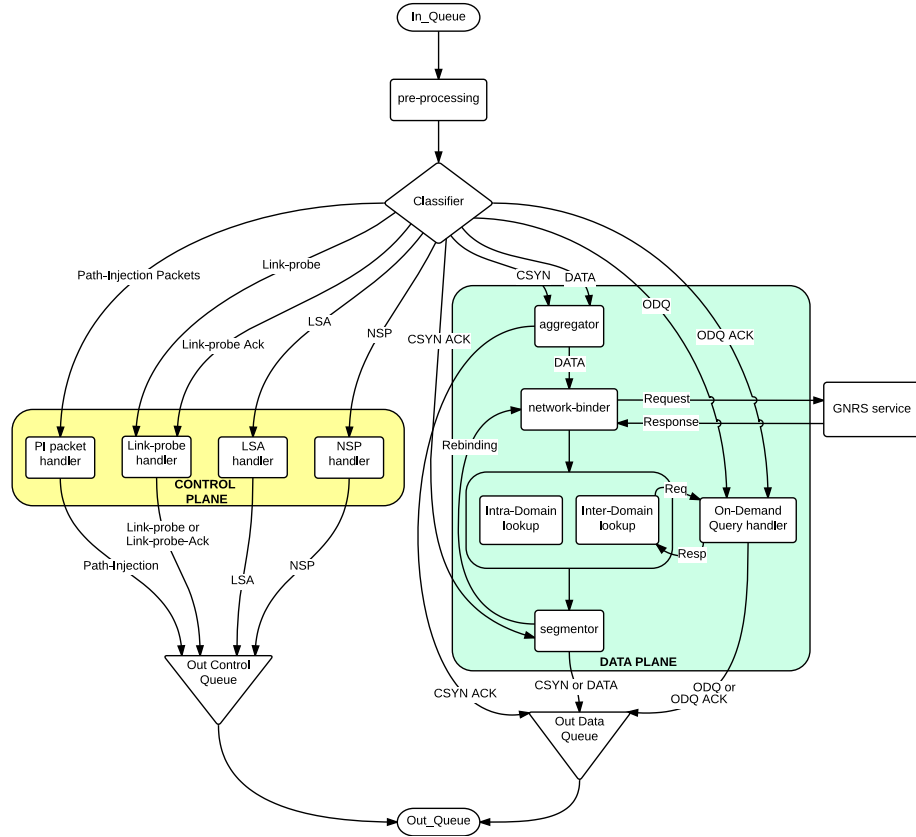 In_Queue
pre-processing
Classifier
Path-Injection Packets
Link-probe
Link-probe Ack
LSA
NSP
CSYN
DATA
CSYN ACK
ODQ
ODQ ACK
aggregator
DATA
network-binder
Request
Response
GNRS service
Rebinding
PI packet
handler
Link-probe
handler
LSA
handler
NSP
handler
CONTROL
PLANE
Intra-Domain
lookup
Inter-Domain
lookup
Req
Resp
On-Demand
Query handler
Link-probe or
Link-probe-Ack
Path-Injection
LSA
NSP
segmentor
DATA PLANE
Out Control
Queue
CSYN ACK
CSYN or DATA
ODQ or
ODQ ACK
Out Data
Queue
Out_Queue